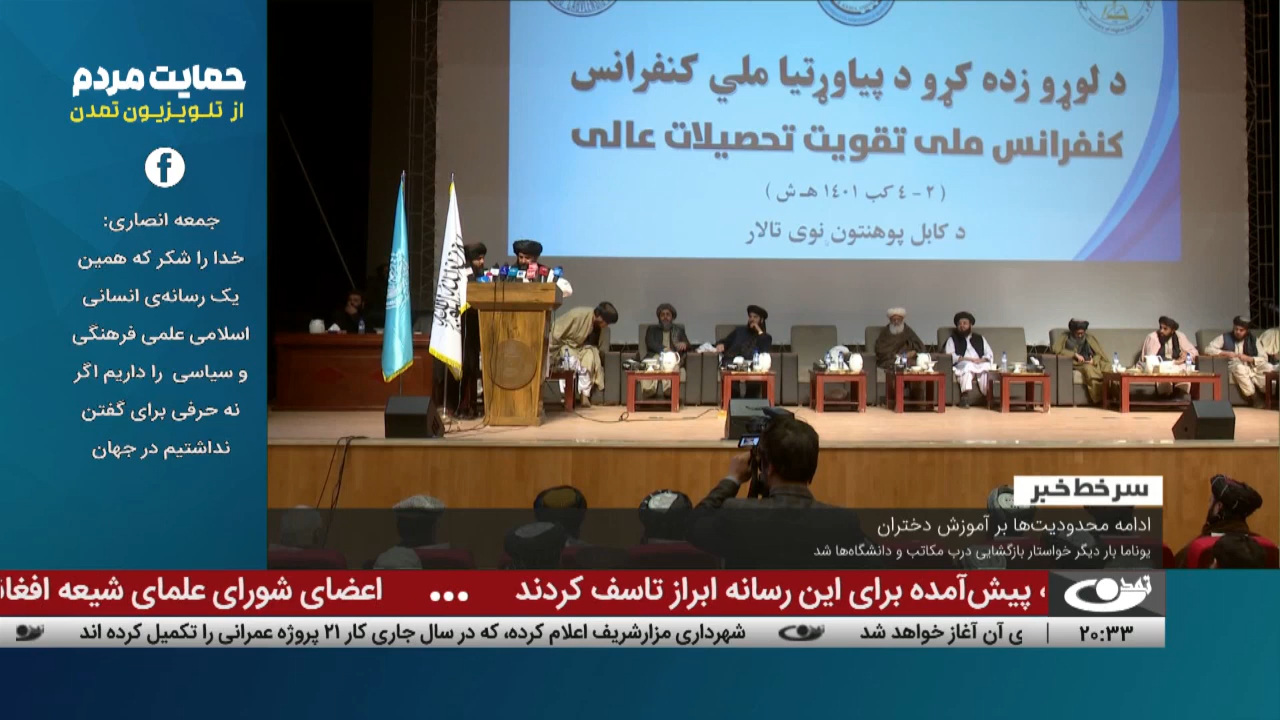 حمایت مردم
از تلویزیون تمدن
f
جمعه انصاری:
خدا را شکر که همین
یک رسانه‌ی انسانی
اسلامی علمی فرهنگی
و سیاسی را داریم اگر
نه حرفی برای گفتن
نداشتیم در جهان
د لوړو زده کړو د پیاوړتیا ملي کنفرانس
کنفرانس ملی تقویت تحصیلات عالی
(۲ - ۴ کب ۱۴۰۱ هـ ش)
د کابل پوهنتون نوی تالار
سرخط خبر
ادامه محدودیت‌ها بر آموزش دختران
یوناما بار دیگر خواستار بازگشایی درب مکاتب و دانشگاه‌ها شد
پیش‌آمده برای این رسانه ابراز تاسف کردند ... اعضای شورای علمای شیعه
۲۰:۳۳ | ی آن آغاز خواهد شد شهرداری مزارشریف اعلام کرده، که در سال جاری کار ۲۱ پروژه عمرانی را تکمیل کرده اند